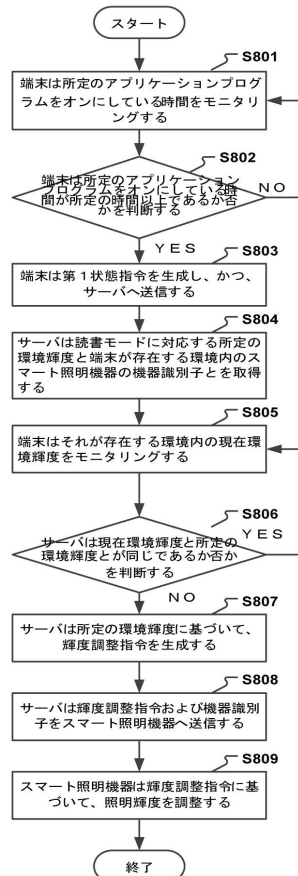 スタート
S801
端末は所定のアプリケーションプログ
ラムをオンにしている時間をモニタリ
ングする
S802
端末は所定のアプリケーション
プログラムをオンにしている時
間が所定の時間以上であるか否
かを判断する
NO
YES
S803
端末は第1状態指令を生成し、かつ、
サーバへ送信する
S804
サーバは読書モードに対応する所定の
環境輝度と端末が存在する環境内のス
マート照明機器の機器識別子とを取得
する
S805
端末はそれが存在する環境内の現在環
境輝度をモニタリングする
S806
サーバは現在環境輝度と所定の
環境輝度とが同じであるか否か
を判断する
YES
NO
S807
サーバは所定の環境輝度に基づいて、
輝度調整指令を生成する
S808
サーバは輝度調整指令および機器識別
子をスマート照明機器へ送信する
S809
スマート照明機器は輝度調整指令に基
づいて、照明輝度を調整する
終了